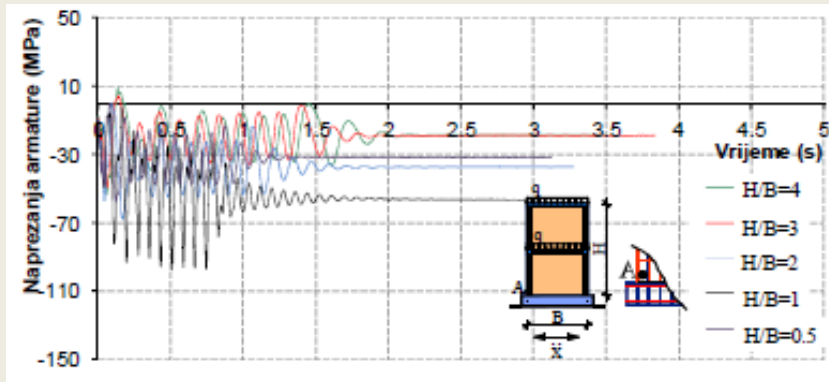 Naprezanja armature (MPa)
50
10
-30
-70
-110
-150
0 0.5 1 1.5 2 2.5 3 3.5 4 4.5 5
Vrijeme (s)
H/B=4
H/B=3
H/B=2
H/B=1
H/B=0.5
q
q
H
A
B
ẍ
A